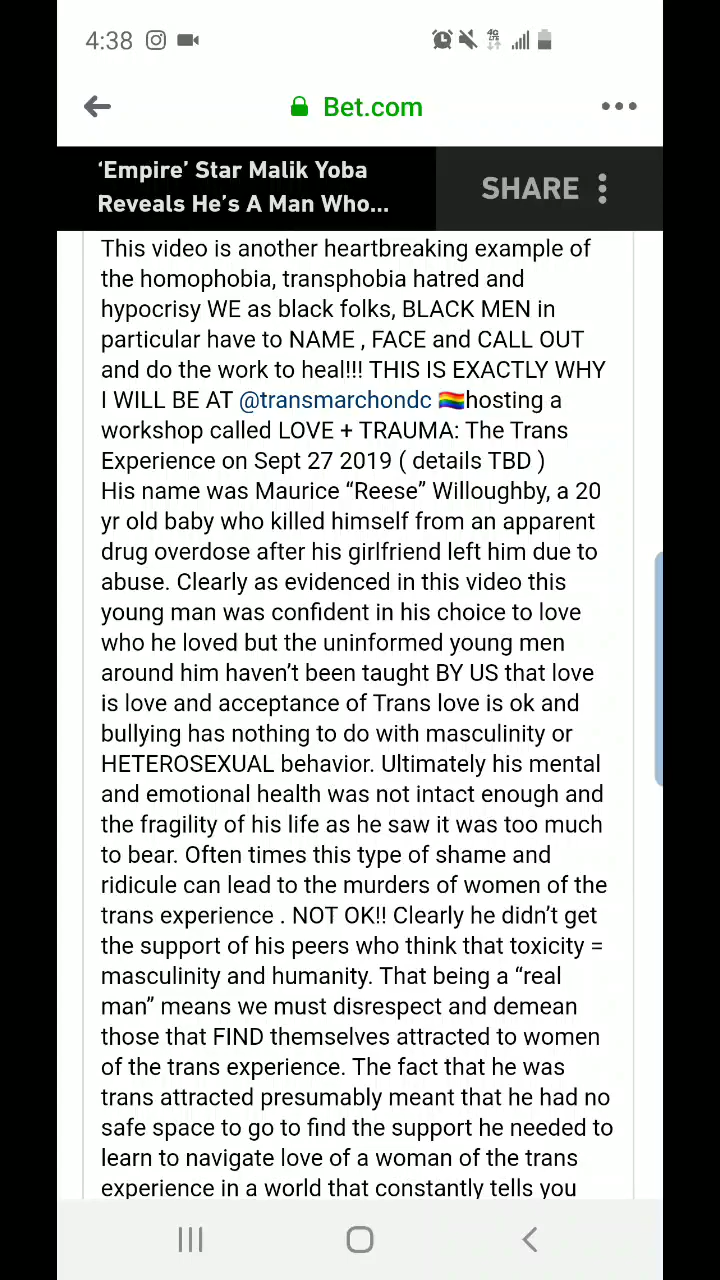 4:38
4G
LTE
Bet.com
‘Empire’ Star Malik Yoba
Reveals He’s A Man Who...
SHARE
This video is another heartbreaking example of
the homophobia, transphobia hatred and
hypocrisy WE as black folks, BLACK MEN in
particular have to NAME , FACE and CALL OUT
and do the work to heal!!! THIS IS EXACTLY WHY
I WILL BE AT @transmarchondc 🏳️‍🌈hosting a
workshop called LOVE + TRAUMA: The Trans
Experience on Sept 27 2019 ( details TBD )
His name was Maurice “Reese” Willoughby, a 20
yr old baby who killed himself from an apparent
drug overdose after his girlfriend left him due to
abuse. Clearly as evidenced in this video this
young man was confident in his choice to love
who he loved but the uninformed young men
around him haven’t been taught BY US that love
is love and acceptance of Trans love is ok and
bullying has nothing to do with masculinity or
HETEROSEXUAL behavior. Ultimately his mental
and emotional health was not intact enough and
the fragility of his life as he saw it was too much
to bear. Often times this type of shame and
ridicule can lead to the murders of women of the
trans experience . NOT OK!! Clearly he didn’t get
the support of his peers who think that toxicity =
masculinity and humanity. That being a “real
man” means we must disrespect and demean
those that FIND themselves attracted to women
of the trans experience. The fact that he was
trans attracted presumably meant that he had no
safe space to go to find the support he needed to
learn to navigate love of a woman of the trans
experience in a world that constantly tells you